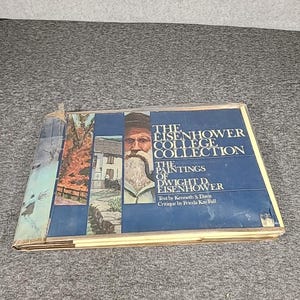 THE
EISENHOWER
COLLEGE
COLLECTION
THE
PAINTINGS
OF
DWIGHT D.
EISENHOWER
Text by Kenneth S. Davis
Critique by Frieda Kay Fall